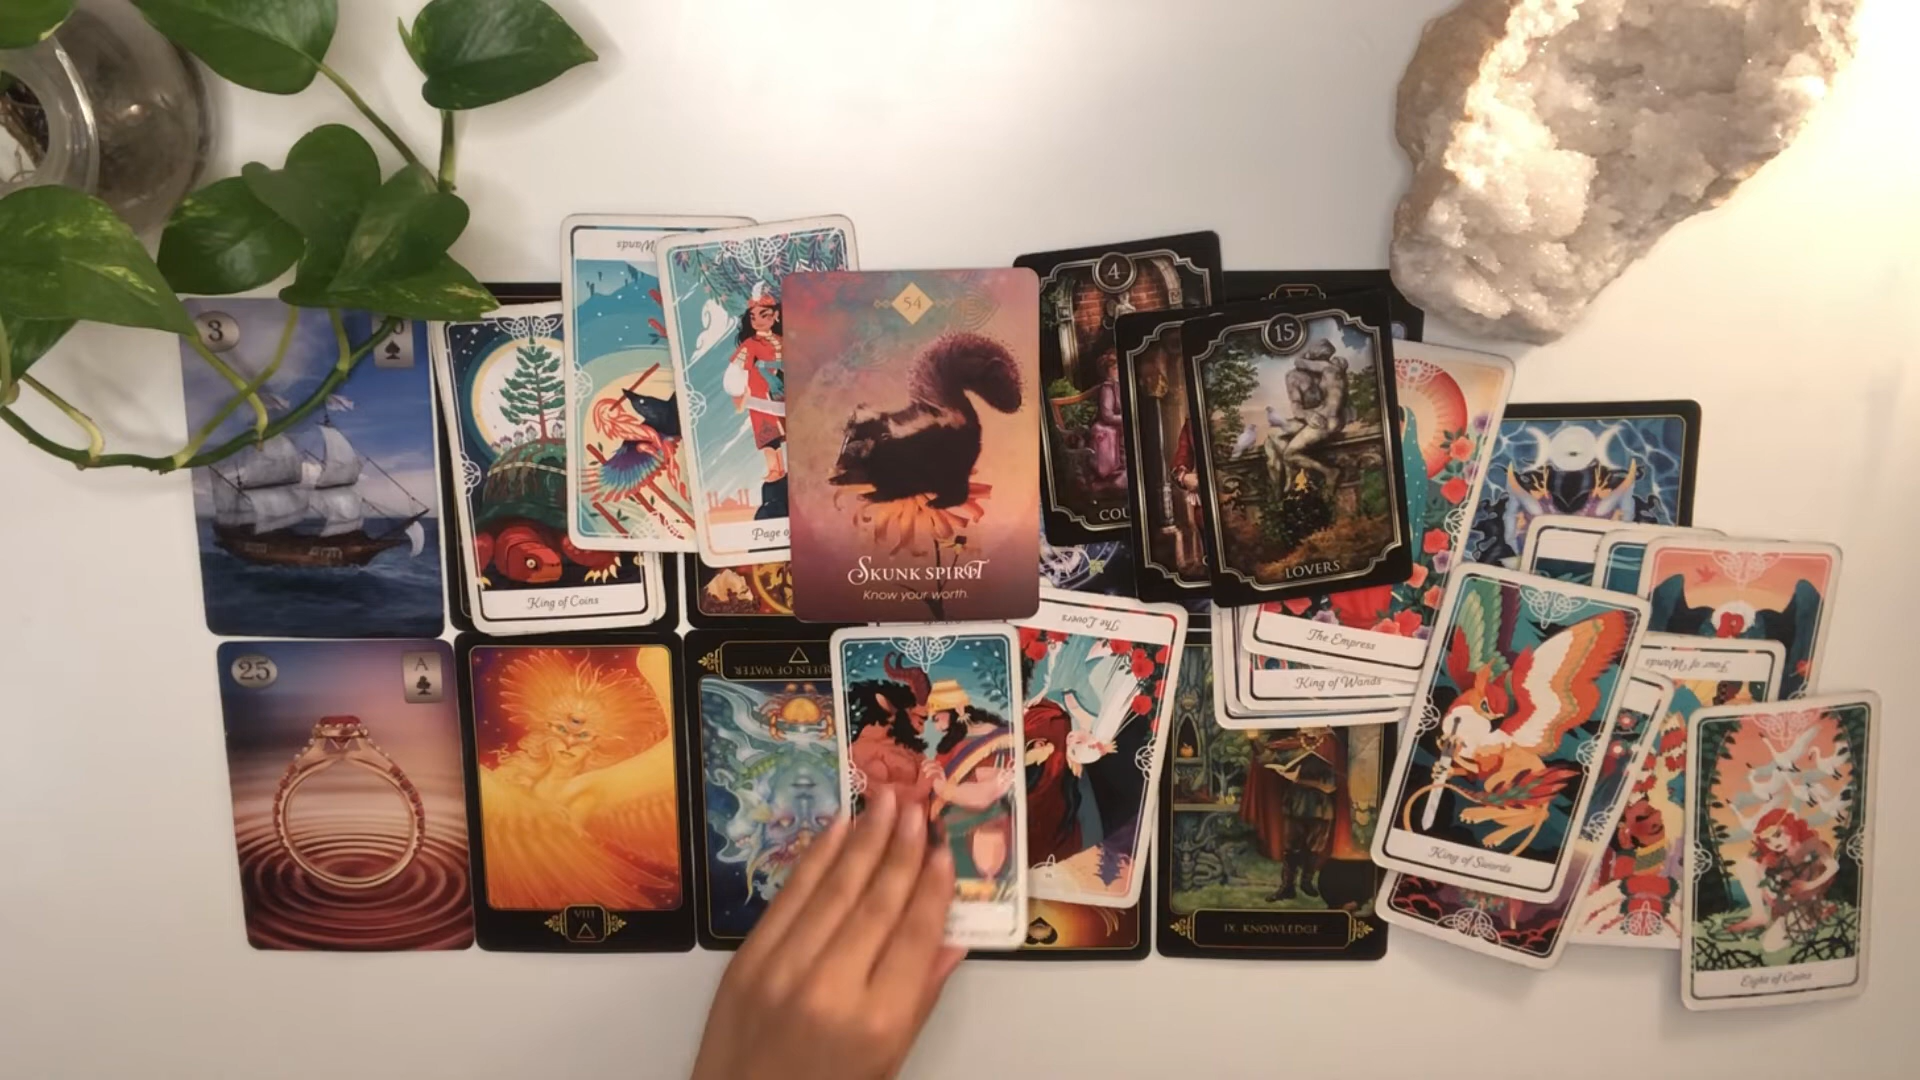 3
King of Coins
Wands
Page of
54
SKUNK SPIRIT
Know your worth
4
COU
15
LOVERS
The Empress
King of Wands
The Lovers
25
A
VIII
QUEEN OF WATER
IX KNOWLEDGE
King of Swords
Four of Wands
Eight of Coins